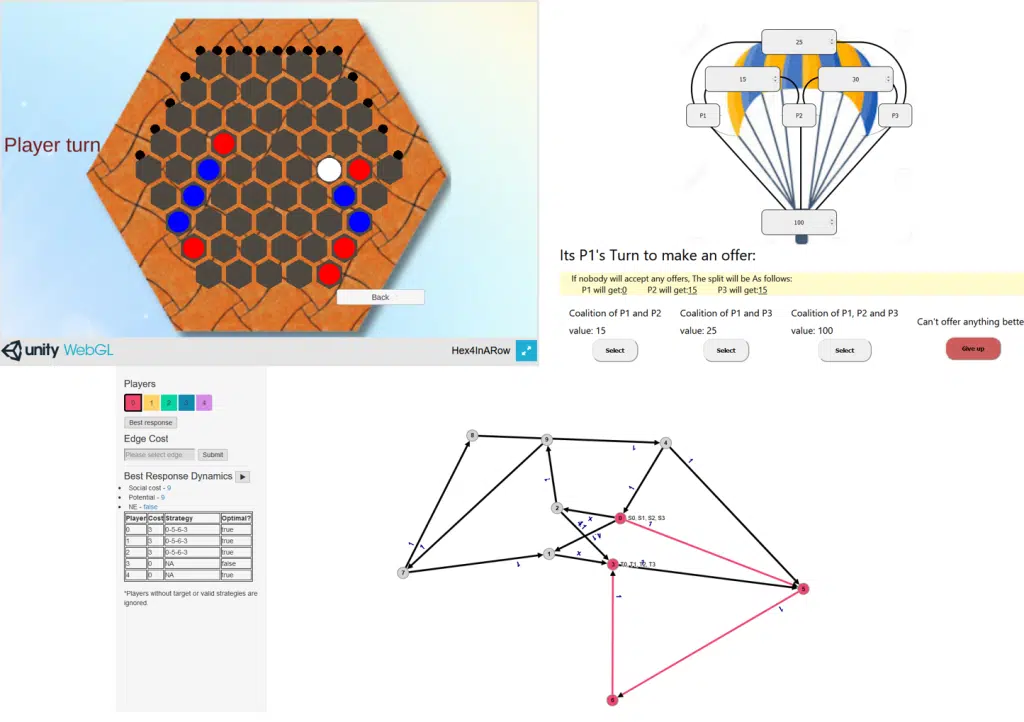 Player turn
Back
unity WebGL
Hex4InARow
25
15
30
P1
P2
P3
100
Its P1's Turn to make an offer:
If nobody will accept any offers, The split will be As follows:
P1 will get:0 P2 will get:15 P3 will get:15
Coalition of P1 and P2
value: 15
Select
Coalition of P1 and P3
value: 25
Select
Coalition of P1, P2 and P3
value: 100
Select
Can't offer anything bette
Give up
Players
0 1 2 3 4
Best response
Edge Cost
Please select edge
Submit
Best Response Dynamics
Social cost - 9
Potential - 9
NE - false
Player Cost Strategy Optimal?
0 3 0-5-6-3 true
1 3 0-5-6-3 true
2 3 0-5-6-3 true
3 0 NA false
4 0 NA true
*Players without target or valid strategies are
ignored.
8
9
4
1
1
1
1
2
0
S0, S1, S2, S3
x
1
x
3
7
1
5
1
1
6